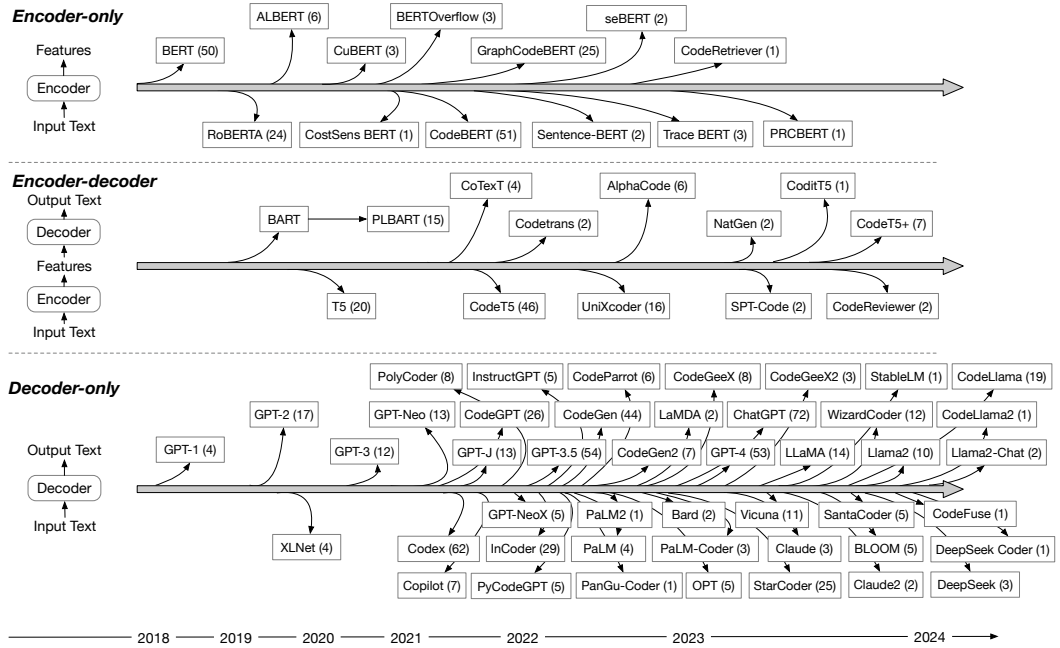 Encoder-only
ALBERT (6)
BERTOverflow (3)
seBERT (2)
Features
BERT (50)
CuBERT (3)
GraphCodeBERT (25)
CodeRetriever (1)
Encoder
Input Text
RoBERTA (24)
CostSens BERT (1)
CodeBERT (51)
Sentence-BERT (2)
Trace BERT (3)
PRCBERT (1)
Encoder-decoder
Output Text
CoTexT (4)
AlphaCode (6)
CoditT5 (1)
Decoder
BART
PLBART (15)
Codetrans (2)
NatGen (2)
CodeT5+ (7)
Features
Encoder
T5 (20)
CodeT5 (46)
UniXcoder (16)
SPT-Code (2)
CodeReviewer (2)
Input Text
Decoder-only
PolyCoder (8)
InstructGPT (5)
CodeParrot (6)
CodeGeeX (8)
CodeGeeX2 (3)
StableLM (1)
CodeLlama (19)
GPT-2 (17)
GPT-Neo (13)
CodeGPT (26)
CodeGen (44)
LaMDA (2)
ChatGPT (72)
WizardCoder (12)
CodeLlama2 (1)
Output Text
GPT-1 (4)
GPT-3 (12)
GPT-J (13)
GPT-3.5 (54)
CodeGen2 (7)
GPT-4 (53)
LLaMA (14)
Llama2 (10)
Llama2-Chat (2)
Decoder
Input Text
GPT-NeoX (5)
PaLM2 (1)
Bard (2)
Vicuna (11)
SantaCoder (5)
CodeFuse (1)
XLNet (4)
Codex (62)
InCoder (29)
PaLM (4)
PaLM-Coder (3)
Claude (3)
BLOOM (5)
DeepSeek Coder (1)
Copilot (7)
PyCodeGPT (5)
PanGu-Coder (1)
OPT (5)
StarCoder (25)
Claude2 (2)
DeepSeek (3)
2018 2019 2020 2021 2022 2023 2024